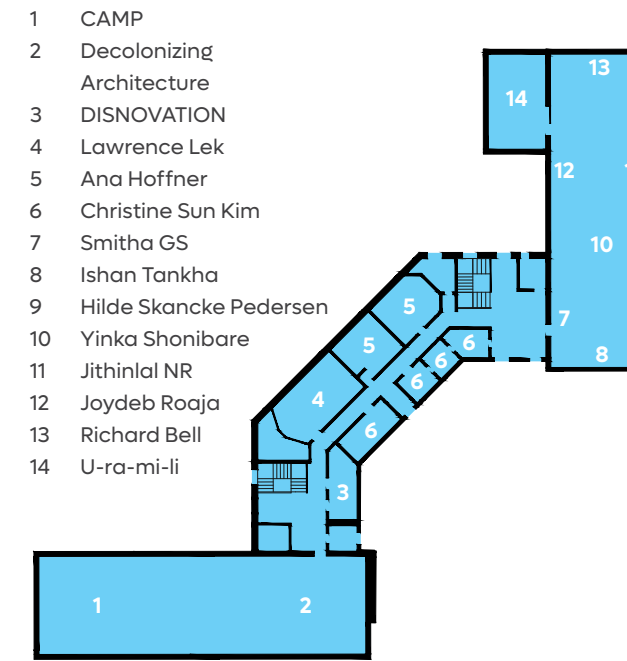 1 CAMP
2 Decolonizing
Architecture
3 DISNOVATION
4 Lawrence Lek
5 Ana Hoffner
6 Christine Sun Kim
7 Smitha GS
8 Ishan Tankha
9 Hilde Skancke Pedersen
10 Yinka Shonibare
11 Jithinlal NR
12 Joydeb Roaja
13 Richard Bell
14 U-ra-mi-li
13
14
12
10
5
7
5
6
8
6
6
4
6
3
1
2